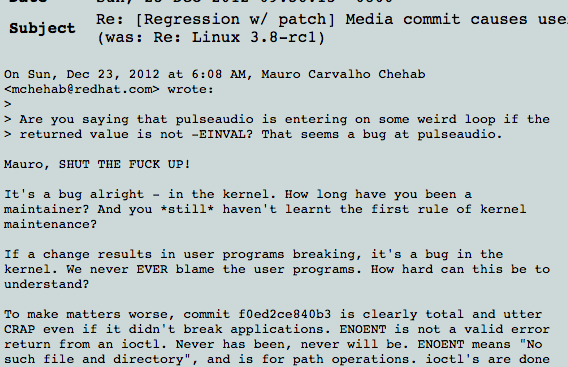 Subject Re: [Regression w/ patch] Media commit causes use
(was: Re: Linux 3.8-rc1)
On Sun, Dec 23, 2012 at 6:08 AM, Mauro Carvalho Chehab
<mchehab@redhat.com> wrote:
>
> Are you saying that pulseaudio is entering on some weird loop if the
> returned value is not -EINVAL? That seems a bug at pulseaudio.
Mauro, SHUT THE FUCK UP!
It's a bug alright - in the kernel. How long have you been a
maintainer? And you *still* haven't learnt the first rule of kernel
maintenance?
If a change results in user programs breaking, it's a bug in the
kernel. We never EVER blame the user programs. How hard can this be to
understand?
To make matters worse, commit f0ed2ce840b3 is clearly total and utter
CRAP even if it didn't break applications. ENOENT is not a valid error
return from an ioctl. Never has been, never will be. ENOENT means "No
such file and directory", and is for path operations. ioctl's are done